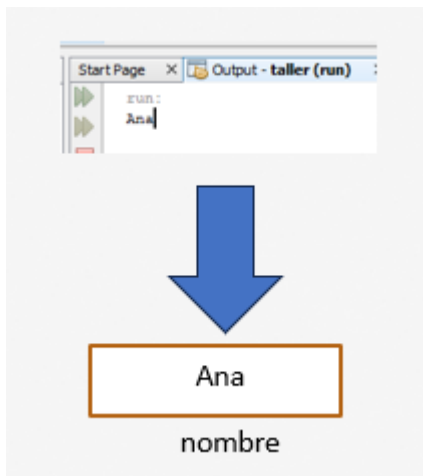 Start Page Output - taller (run)
run:
Ana
Ana
nombre